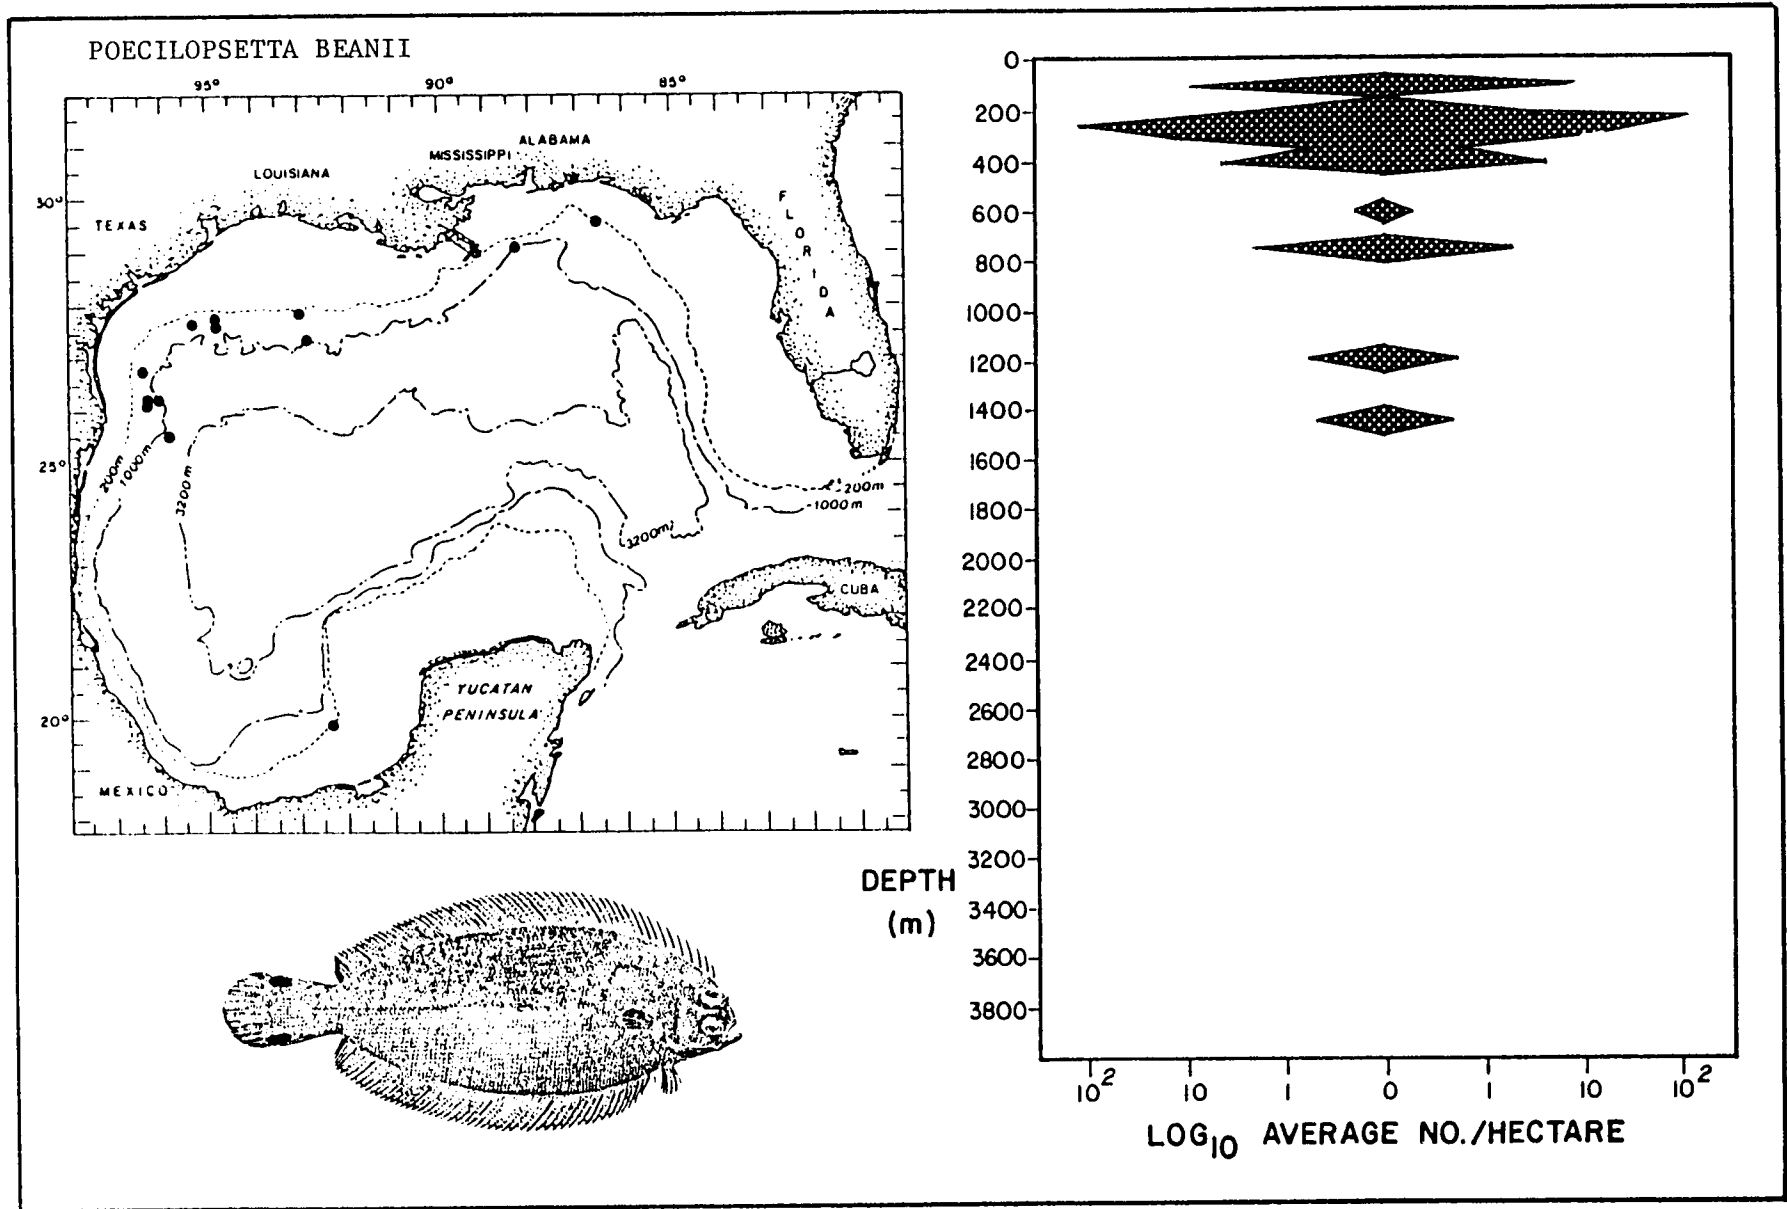 POECILOPSETTA BEANII
95° 90° 85°
ALABAMA
MISSISSIPPI
LOUISIANA
30°
TEXAS
FLORIDA
25°
200m
1000m
3200m
200m
1000m
3200m
CUBA
YUCATAN
PENINSULA
20°
MEXICO
0
200
400
600
800
1000
1200
1400
1600
1800
2000
2200
2400
2600
2800
3000
3200
3400
3600
3800
DEPTH
(m)
10² 10 1 0 1 10 10²
LOG₁₀ AVERAGE NO./HECTARE